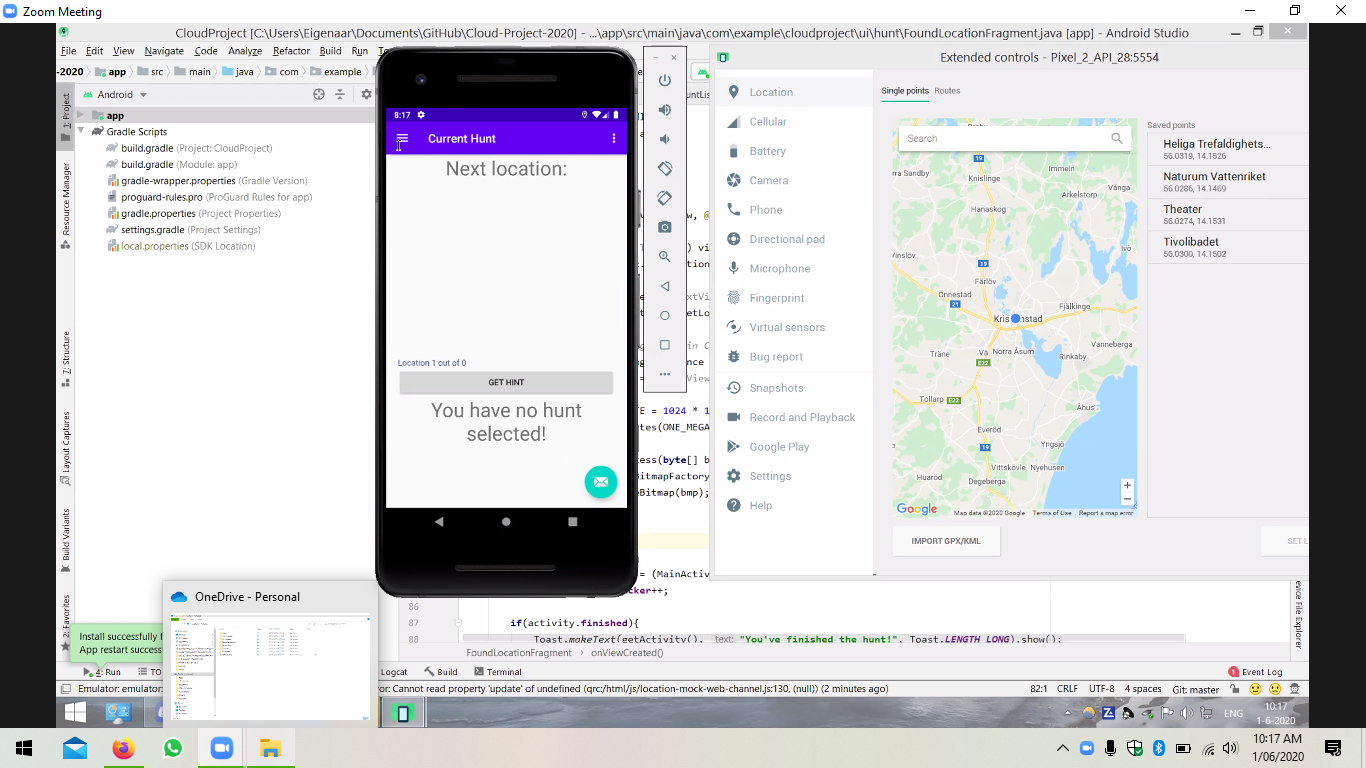 Zoom Meeting
CloudProject [C:\Users\Eigenaar\Documents\GitHub\Cloud-Project-2020] - ...\app\src\main\java\com\example\cloudproject\ui\hunt\FoundLocationFragment.java [app] - Android Studio
File Edit View Navigate Code Analyze Refactor Build Run
-2020 app src main java com example
Android
app
Gradle Scripts
build.gradle (Project: CloudProject)
build.gradle (Module: app)
gradle-wrapper.properties (Gradle Version)
proguard-rules.pro (ProGuard Rules for app)
gradle.properties (Project Properties)
settings.gradle (Project Settings)
local.properties (SDK Location)
1: Project
Resource Manager
Z: Structure
Layout Captures
Build Variants
2: Favorites
8:17
Current Hunt
Next location:
Location 1 out of 0
GET HINT
You have no hunt
selected!
Extended controls - Pixel_2_API_28:5554
Location
Cellular
Battery
Camera
Phone
Directional pad
Microphone
Fingerprint
Virtual sensors
Bug report
Snapshots
Record and Playback
Google Play
Settings
Help
Single points Routes
Search
Immeln
Knislinge
Arkelstorp
Vånga
Hanaskog
Önnestad
Färlöv
Fjälkinge
Vä
Norra Åsum
Vanneberga
Träne
Rinkaby
Tollarp
Everöd
Åhus
Yngsjö
Vittskövle
Nyehusen
Huaröd
Degeberga
19
21
E22
Google
Map data ©2020 Google Terms of Use Report a map error
IMPORT GPX/KML
SET L
Saved points
Heliga Trefaldighets...
56.0319, 14.1526
Naturum Vattenriket
56.0286, 14.1469
Theater
56.0274, 14.1531
Tivolibadet
56.0300, 14.1502
TE = 1024 * 1
tes(ONE_MEGA
ess(byte[] b
BitmapFactory
eBitmap(bmp);
= (MainActiv
cker++;
86
87 if(activity.finished){
88 Toast.makeText(getActivity(), text: "You've finished the hunt!", Toast.LENGTH_LONG).show();
FoundLocationFragment › onViewCreated()
OneDrive - Personal
Install successfully f
App restart success
4: Run TO Logcat Build Terminal Event Log
Emulator: emulator: or: Cannot read property 'update' of undefined (qrc/html/js/location-mock-web-channel.js:130, (null)) (2 minutes ago)
82:1 CRLF UTF-8 4 spaces Git: master
ENG
10:17
1-6-2020
10:17 AM
1/06/2020